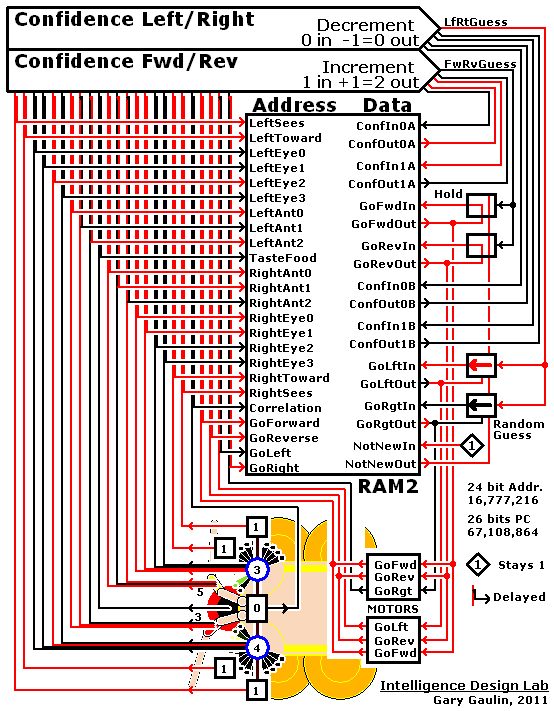 Confidence Left/Right
Decrement
0 in -1=0 out
LfRtGuess
Confidence Fwd/Rev
Increment
1 in +1=2 out
FwRvGuess
Address Data
LeftSees
LeftToward
LeftEye0
LeftEye1
LeftEye2
LeftEye3
LeftAnt0
LeftAnt1
LeftAnt2
TasteFood
RightAnt0
RightAnt1
RightAnt2
RightEye0
RightEye1
RightEye2
RightEye3
RightToward
RightSees
Correlation
GoForward
GoReverse
GoLeft
GoRight
ConfIn0A
ConfOut0A
ConfIn1A
ConfOut1A
GoFwdIn
GoFwdOut
GoRevIn
GoRevOut
ConfIn0B
ConfOut0B
ConfIn1B
ConfOut1B
GoLftIn
GoLftOut
GoRgtIn
GoRgtOut
NotNewIn
NotNewOut
Hold
Random
Guess
1
RAM2
24 bit Addr.
16,777,216
26 bits PC
67,108,864
1 Stays 1
Delayed
1
1
3
5
0
3
4
1
1
GoFwd
GoRev
GoRgt
MOTORS
GoLft
GoRev
GoFwd
Intelligence Design Lab
Gary Gaulin, 2011